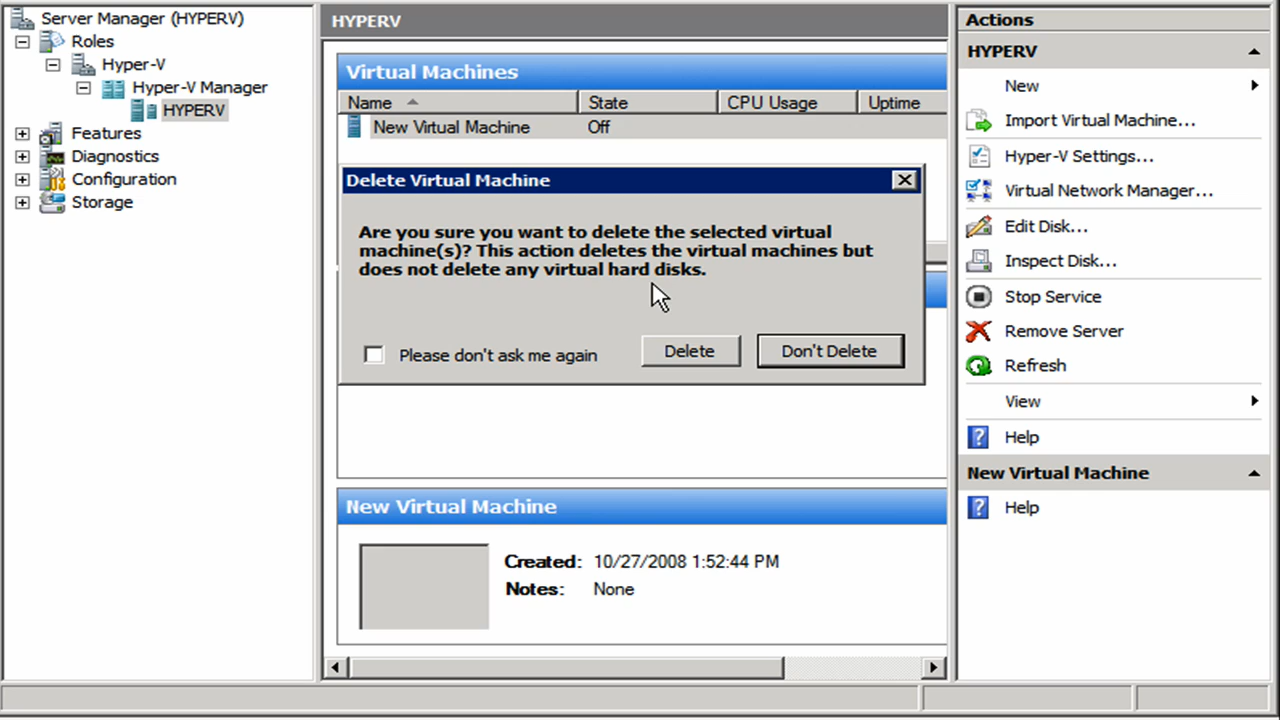 Server Manager (HYPERV)
Roles
Hyper-V
Hyper-V Manager
HYPERV
Features
Diagnostics
Configuration
Storage
HYPERV
Virtual Machines
Name State CPU Usage Uptime
New Virtual Machine Off
Delete Virtual Machine
Are you sure you want to delete the selected virtual
machine(s)? This action deletes the virtual machines but
does not delete any virtual hard disks.
Please don't ask me again
Delete
Don't Delete
New Virtual Machine
Created: 10/27/2008 1:52:44 PM
Notes: None
Actions
HYPERV
New
Import Virtual Machine...
Hyper-V Settings...
Virtual Network Manager...
Edit Disk...
Inspect Disk...
Stop Service
Remove Server
Refresh
View
Help
New Virtual Machine
Help